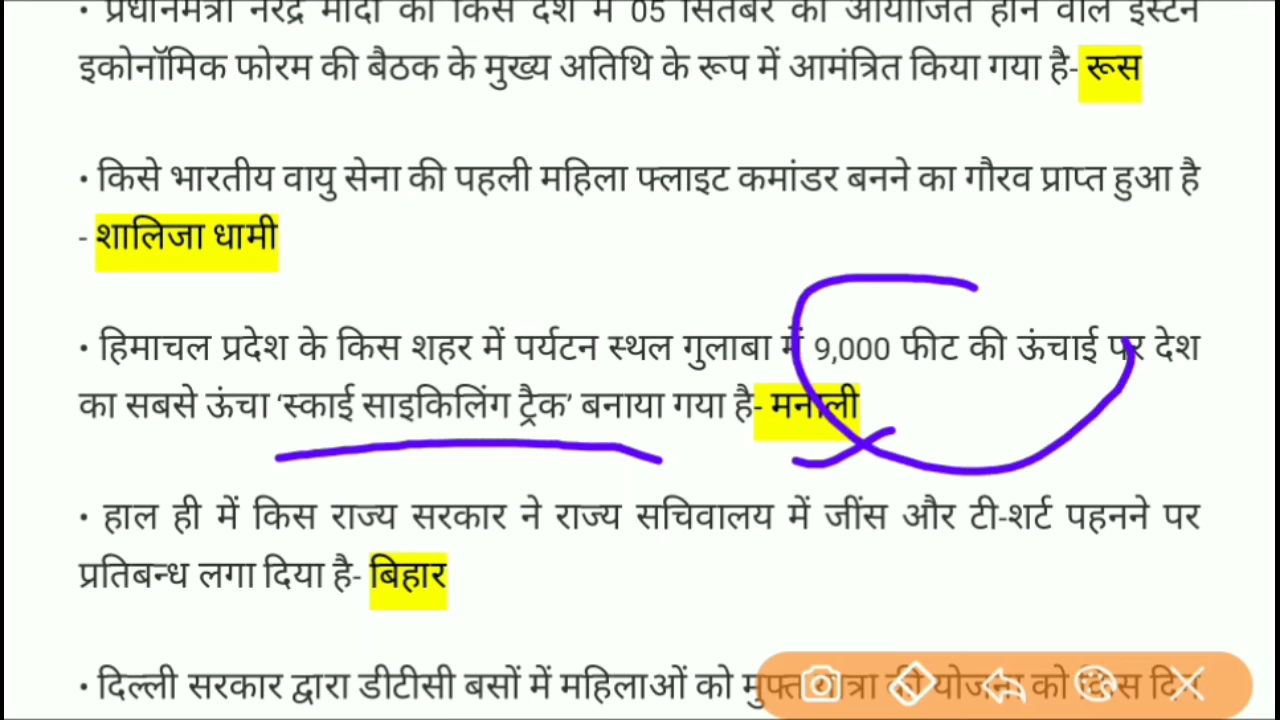 • प्रधानमंत्री नरेंद्र मोदी को किस देश में 05 सितंबर को आयोजित होने वाले ईस्टर्न
इकोनॉमिक फोरम की बैठक के मुख्य अतिथि के रूप में आमंत्रित किया गया है- रूस
• किसे भारतीय वायु सेना की पहली महिला फ्लाइट कमांडर बनने का गौरव प्राप्त हुआ है
- शालिजा धामी
• हिमाचल प्रदेश के किस शहर में पर्यटन स्थल गुलाबा में 9,000 फीट की ऊंचाई पर देश
का सबसे ऊंचा ‘स्काई साइकिलिंग ट्रैक’ बनाया गया है- मनाली
• हाल ही में किस राज्य सरकार ने राज्य सचिवालय में जींस और टी-शर्ट पहनने पर
प्रतिबन्ध लगा दिया है- बिहार
• दिल्ली सरकार द्वारा डीटीसी बसों में महिलाओं को मुफ्त यात्रा की योजना को किस दिन